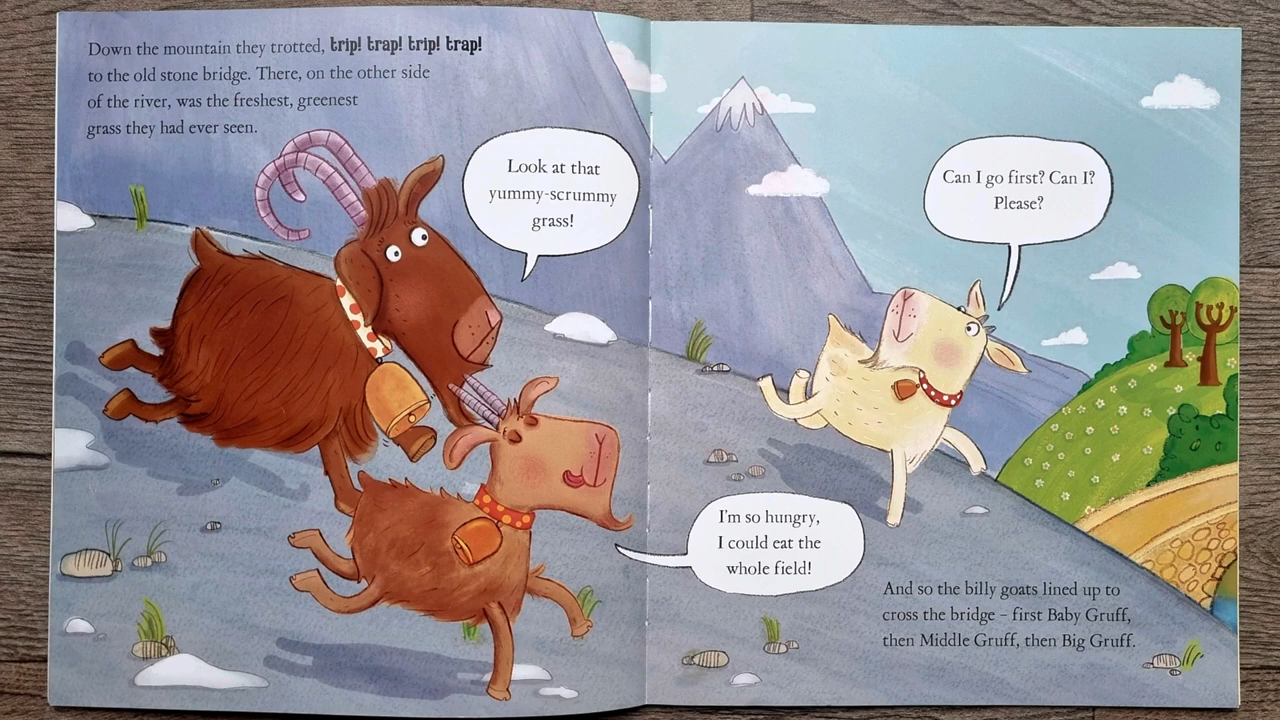 Down the mountain they trotted, trip! trap! trip! trap!
to the old stone bridge. There, on the other side
of the river, was the freshest, greenest
grass they had ever seen.
Look at that
yummy-scrummy
grass!
Can I go first? Can I?
Please?
I'm so hungry,
I could eat the
whole field!
And so the billy goats lined up to
cross the bridge – first Baby Gruff,
then Middle Gruff, then Big Gruff.